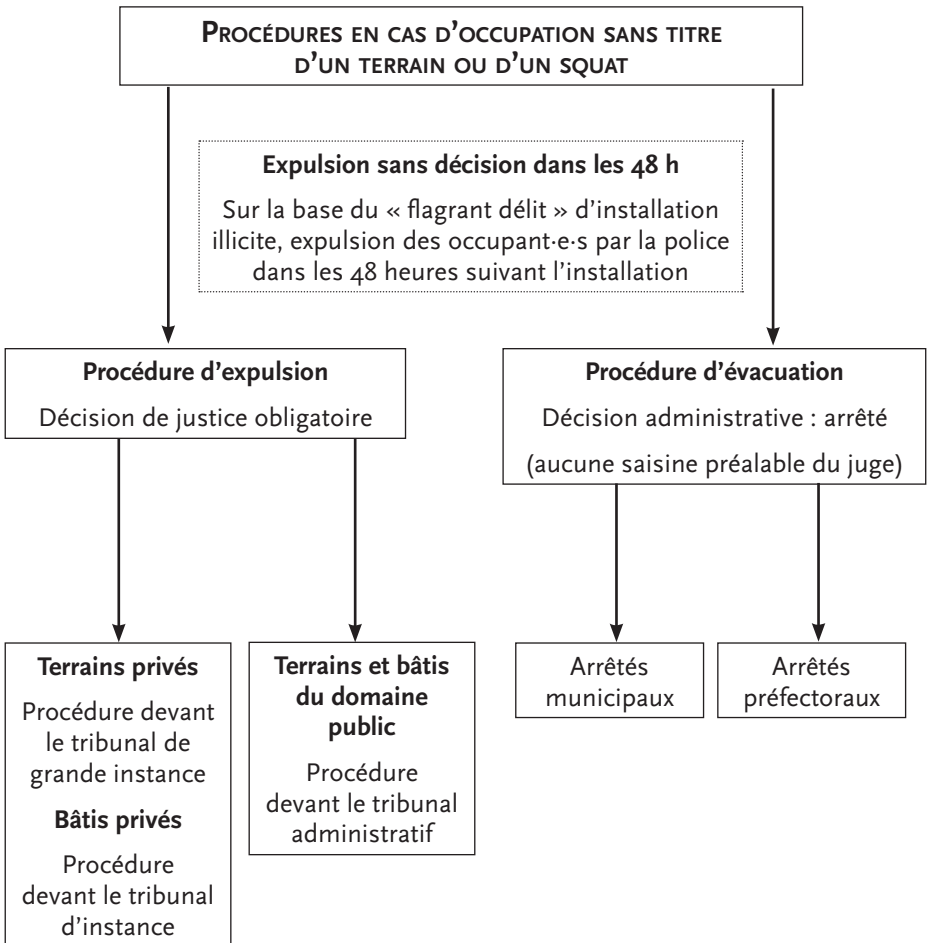 PROCÉDURES EN CAS D'OCCUPATION SANS TITRE
D'UN TERRAIN OU D'UN SQUAT
Expulsion sans décision dans les 48 h
Sur la base du « flagrant délit » d'installation
illicite, expulsion des occupant·e·s par la police
dans les 48 heures suivant l'installation
Procédure d'expulsion
Décision de justice obligatoire
Procédure d'évacuation
Décision administrative : arrêté
(aucune saisine préalable du juge)
Terrains privés
Procédure devant
le tribunal de
grande instance
Bâtis privés
Procédure
devant le tribunal
d'instance
Terrains et bâtis
du domaine
public
Procédure
devant le tribunal
administratif
Arrêtés
municipaux
Arrêtés
préfectoraux